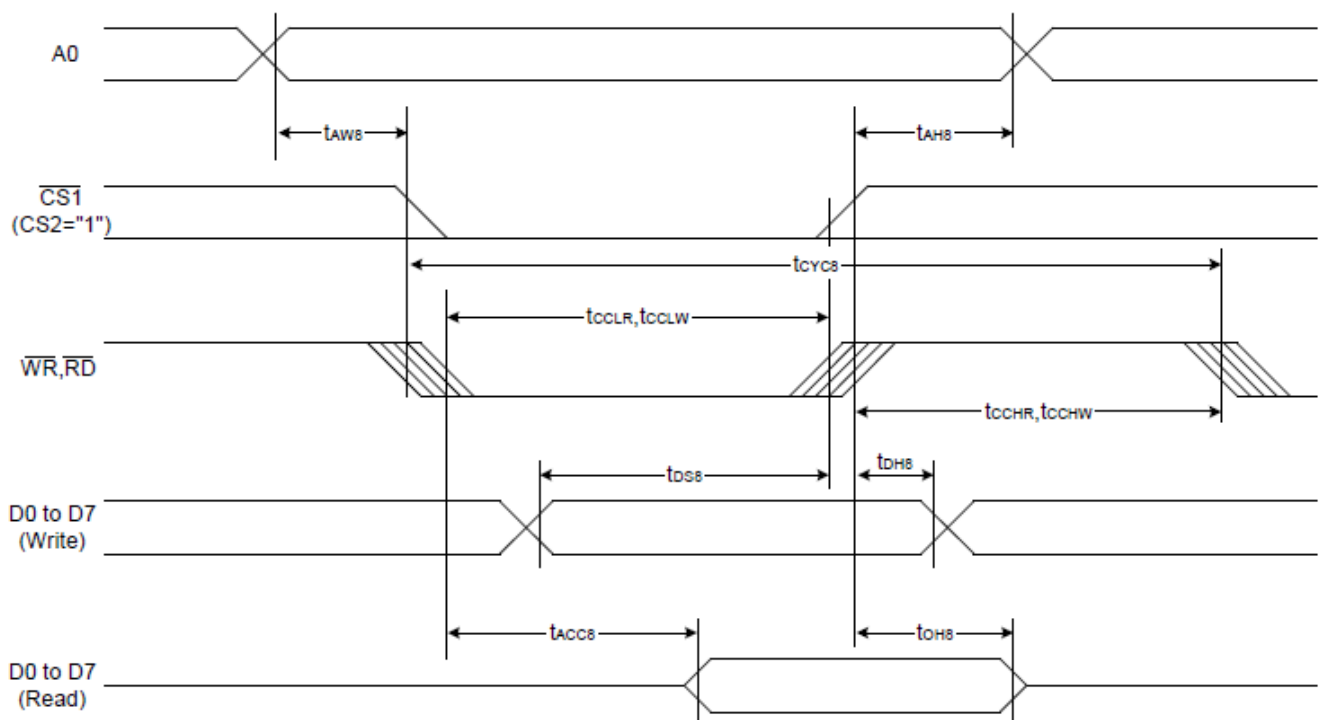 A0
tAW8
tAH8
CS1
(CS2="1")
tCYC8
tCCLR,tCCLW
WR,RD
tCCHR,tCCHW
tDS8
tDH8
D0 to D7
(Write)
tACC8
tOH8
D0 to D7
(Read)